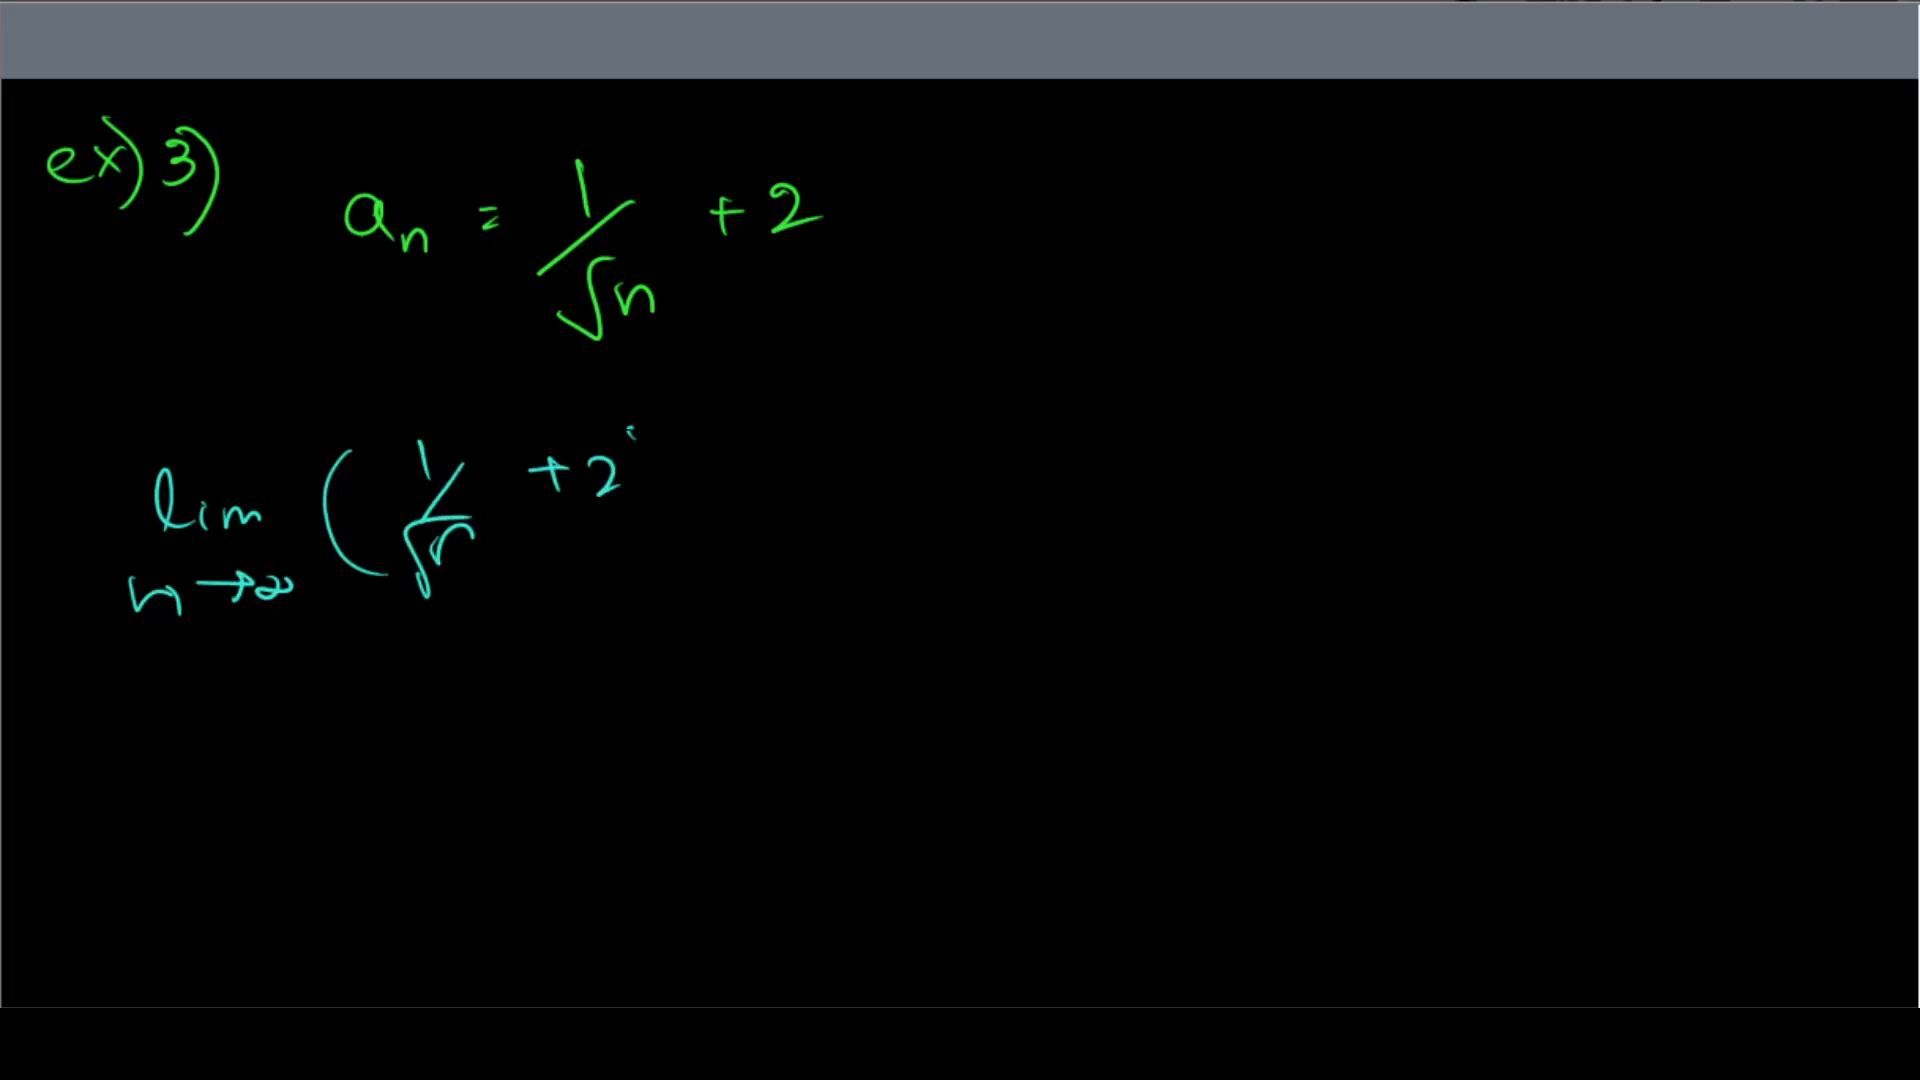 ex) 3) aₙ = 1/√n + 2
lim n→∞ ( 1/√n + 2